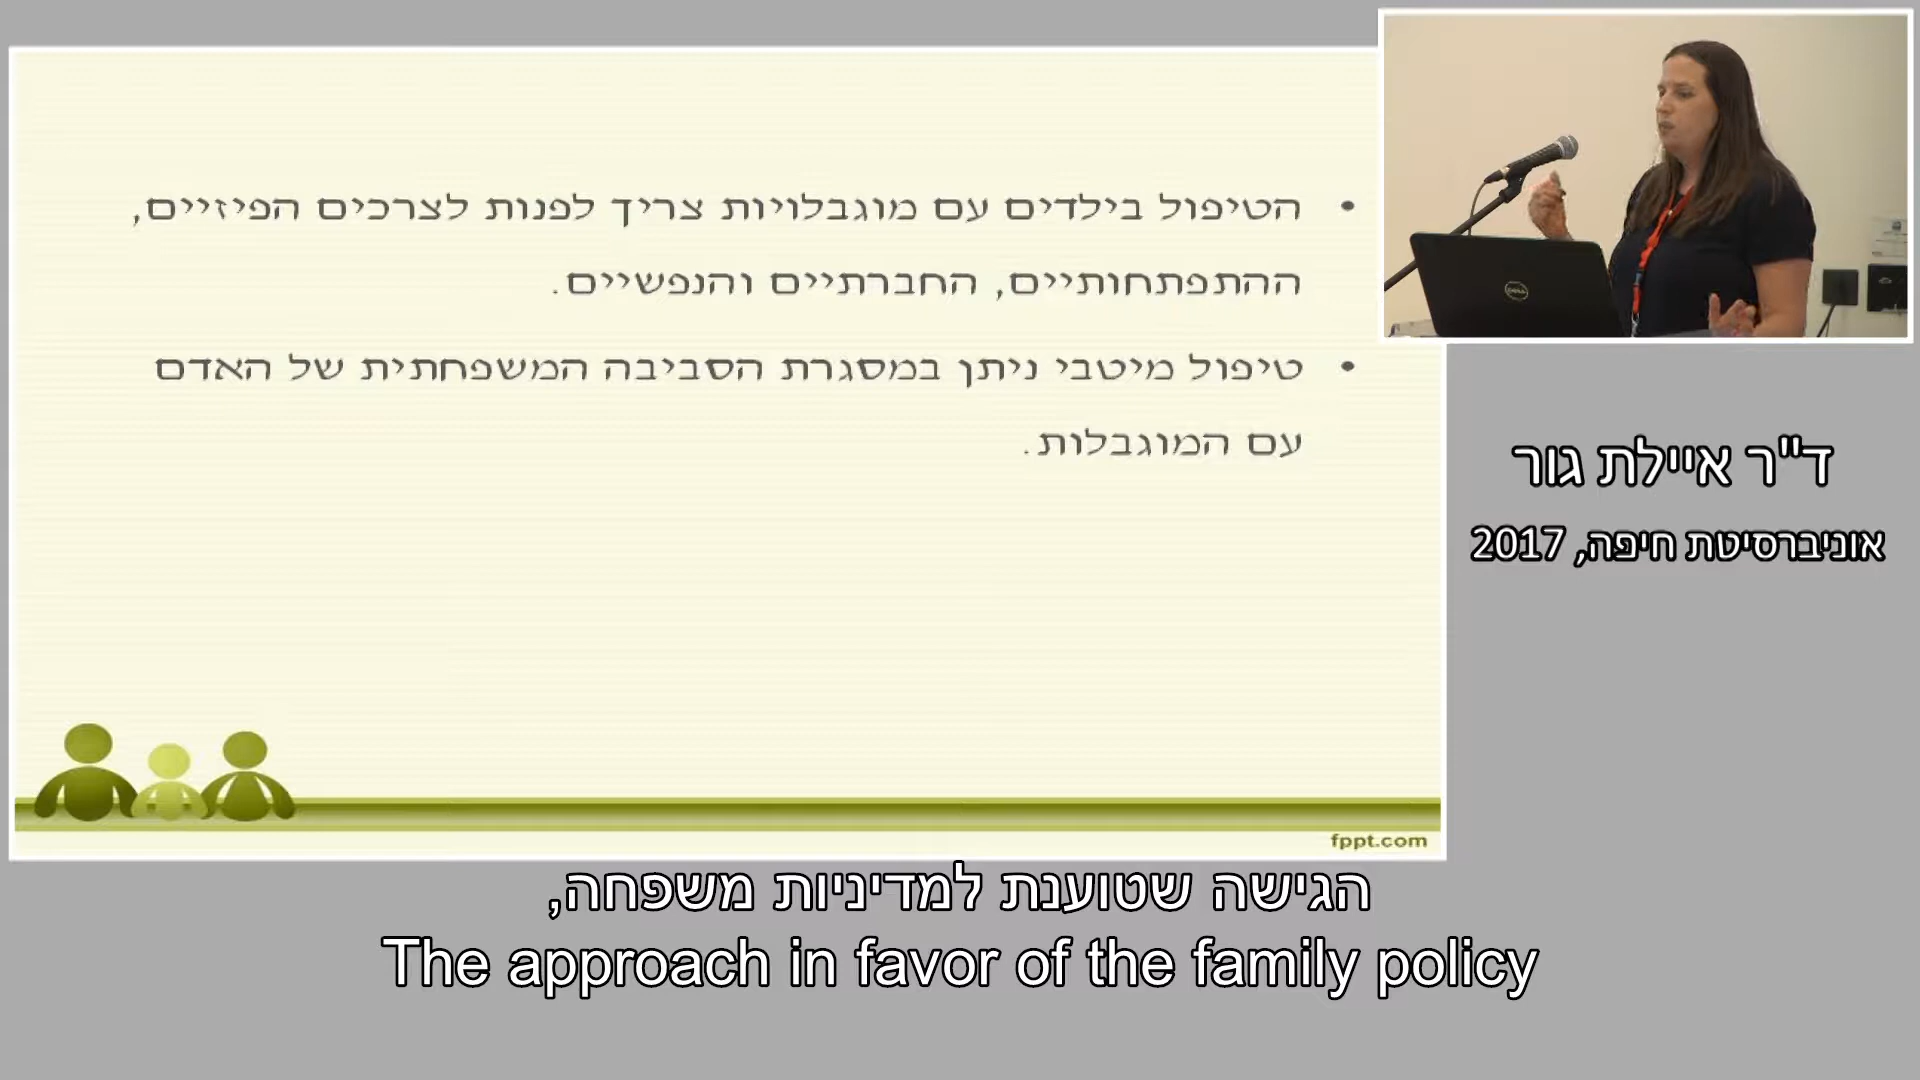 הטיפול בילדים עם מוגבלויות צריך לפנות לצרכים הפיזיים,
ההתפתחותיים, החברתיים והנפשיים.
טיפול מיטבי ניתן במסגרת הסביבה המשפחתית של האדם
עם המוגבלות.
fppt.com
DELL
ד"ר איילת גור
אוניברסיטת חיפה, 2017
הגישה שטוענת למדיניות משפחה,
The approach in favor of the family policy